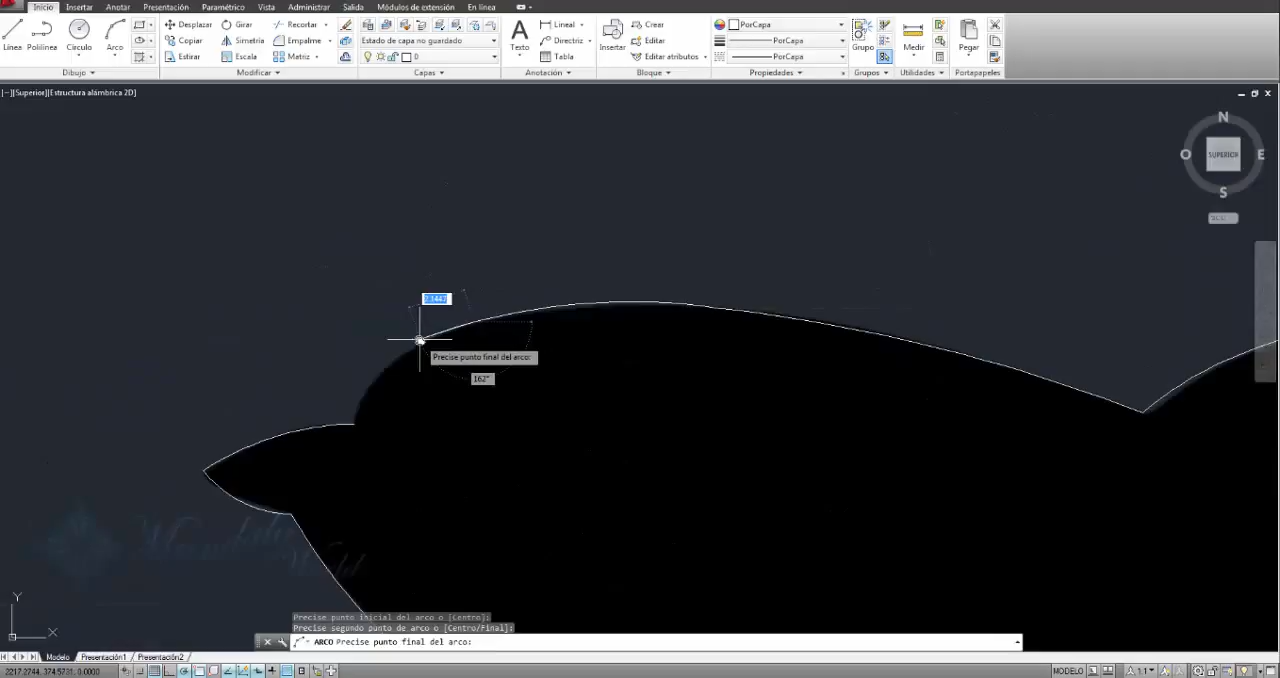 Inicio Insertar Anotar Presentación Paramétrico Vista Administrar Salida Módulos de extensión En línea
Línea Polilínea Círculo Arco
Desplazar Girar Recortar
Copiar Simetría Empalme
Estirar Escala Matriz
Estado de capa no guardado
0
Texto
Lineal
Directriz
Tabla
Insertar
Crear
Editar
Editar atributos
PorCapa
PorCapa
PorCapa
Grupo
Medir
Pegar
Dibujo Modificar Capas Anotación Bloque Propiedades Grupos Utilidades Portapapeles
[−][Superior][Estructura alámbrica 2D]
N
O SUPERIOR E
S
Precise punto final del arco:
162°
Y
X
Precise punto inicial del arco o [Centro]:
Precise segundo punto de arco o [Centro/Final]:
ARCO Precise punto final del arco:
Modelo Presentación1 Presentación2
MODELO 1:1